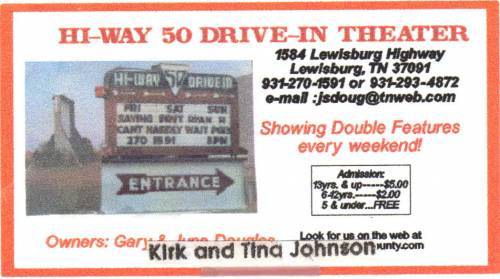 HI-WAY 50 DRIVE-IN THEATER
1584 Lewisburg Highway
Lewisburg, TN 37091
931-270-1591 or 931-293-4872
e-mail :jsdoug@tnweb.com
HI-WAY 50 DRIVE IN
FRI SAT SUN
SAVING PRVT RYAN R
CANT HARDLY WAIT PG13
270 1591 8PM
ENTRANCE
Showing Double Features
every weekend!
Admission:
13yrs. & up-----$5.00
6-12yrs.----$2.00
5 & under...FREE
Look for us on the web at
Owners: Gary & June Douglas
Kirk and Tina Johnson